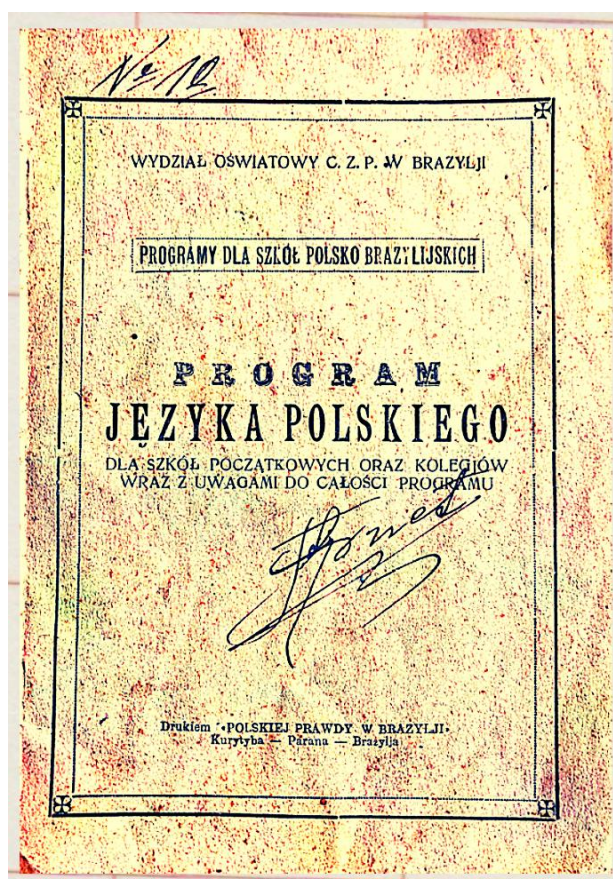 No 10
WYDZIAŁ OŚWIATOWY C. Z. P. W BRAZYLJI
PROGRAMY DLA SZKÓŁ POLSKO BRAZYLIJSKICH
PROGRAM
JĘZYKA POLSKIEGO
DLA SZKÓŁ POCZĄTKOWYCH ORAZ KOLEGJÓW
WRAZ Z UWAGAMI DO CAŁOŚCI PROGRAMU
Drukiem «POLSKIEJ PRAWDY W BRAZYLJI»
Kurytyba — Parana — Brazylja